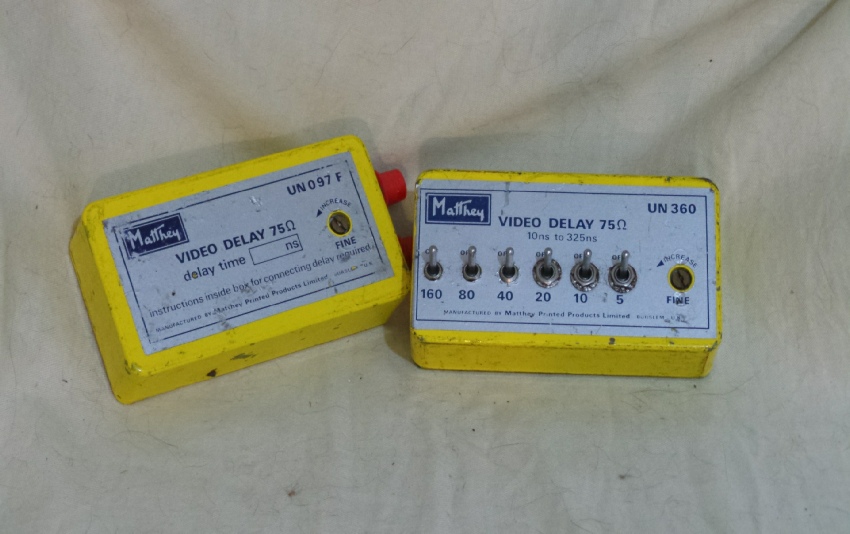 UN 097 F
Matthey
VIDEO DELAY 75Ω
delay time ns
INCREASE
FINE
instructions inside box for connecting delay required.
MANUFACTURED BY Matthey Printed Products Limited
Matthey
UN 360
VIDEO DELAY 75Ω
10ns to 325ns
INCREASE
160 80 40 20 10 5
FINE
MANUFACTURED BY Matthey Printed Products Limited BURSLEM